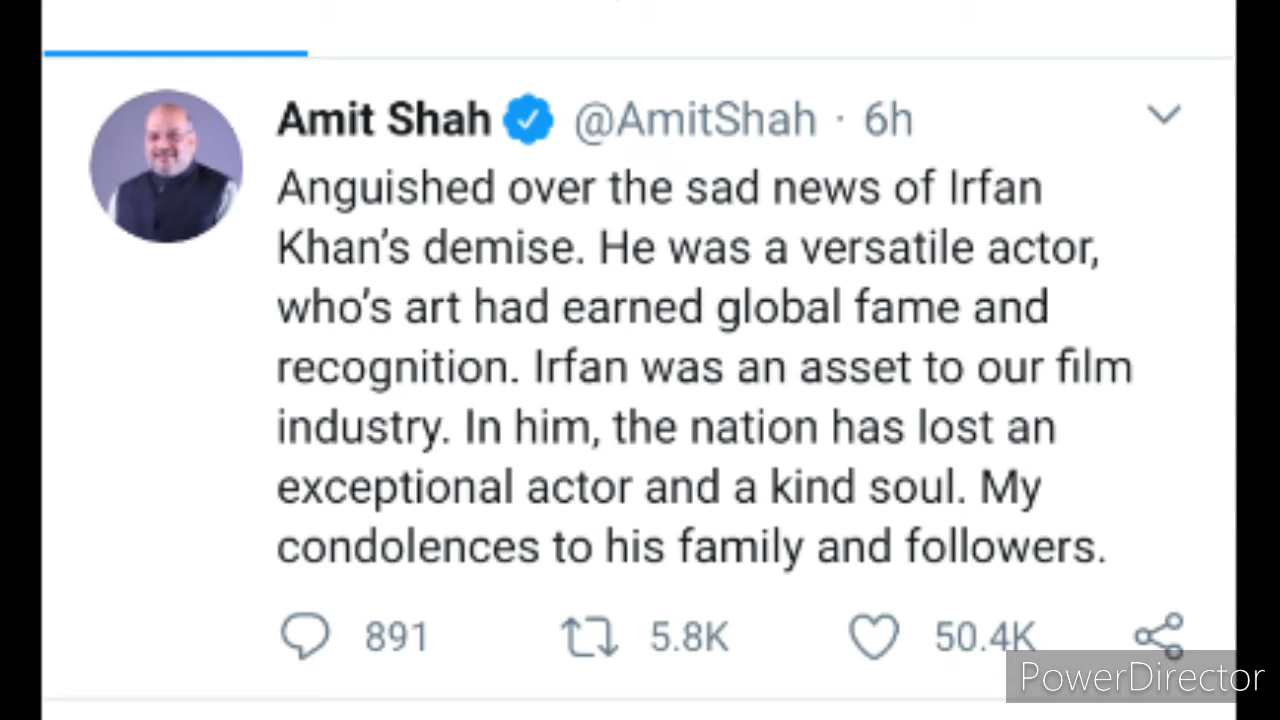 Amit Shah @AmitShah · 6h
Anguished over the sad news of Irfan
Khan's demise. He was a versatile actor,
who's art had earned global fame and
recognition. Irfan was an asset to our film
industry. In him, the nation has lost an
exceptional actor and a kind soul. My
condolences to his family and followers.
891 5.8K 50.4K
PowerDirector